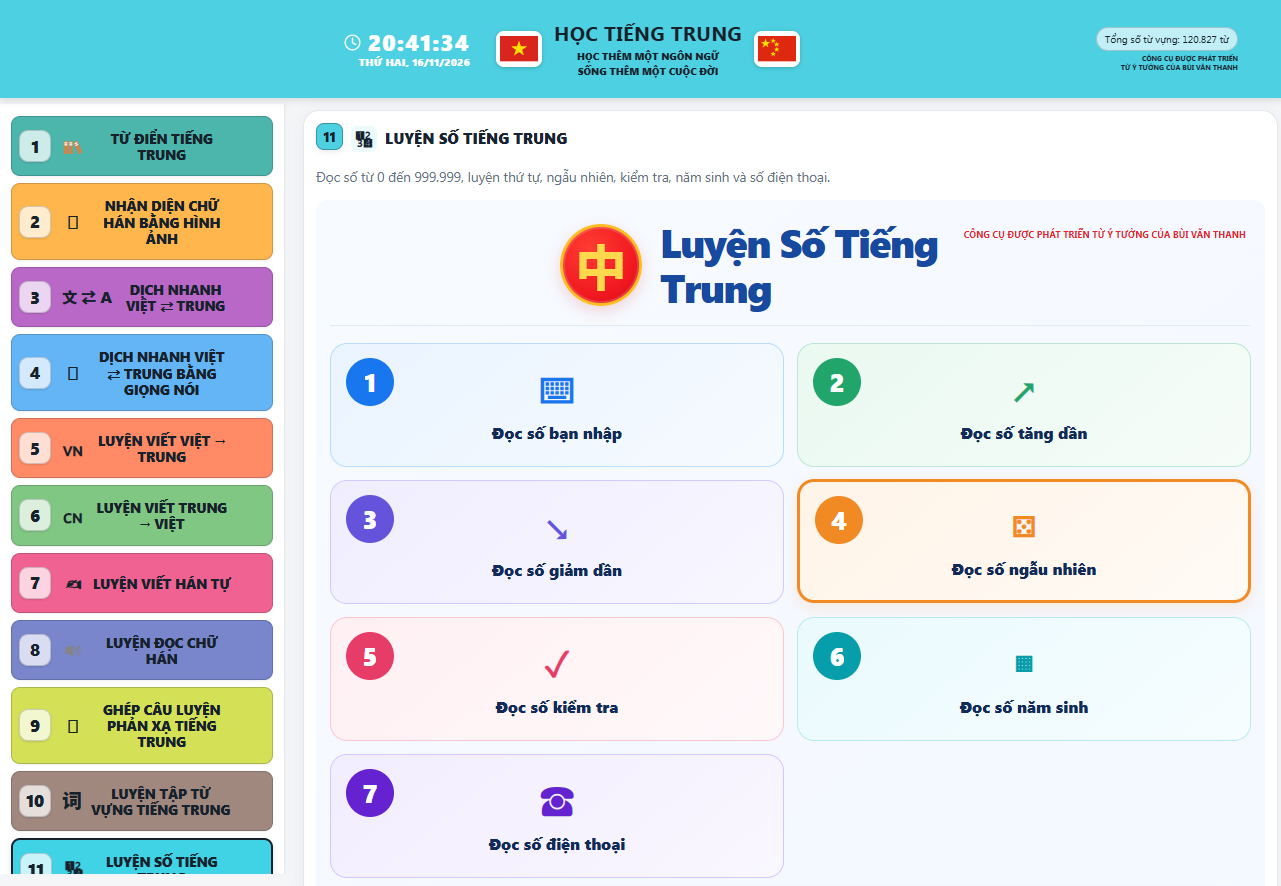 20:41:34
THỨ HAI, 16/11/2026
HỌC TIẾNG TRUNG
HỌC THÊM MỘT NGÔN NGỮ
SỐNG THÊM MỘT CUỘC ĐỜI
Tổng số từ vựng: 120.827 từ
CÔNG CỤ ĐƯỢC PHÁT TRIỂN
TỪ Ý TƯỞNG CỦA BÙI VĂN THANH
1
TỪ ĐIỂN TIẾNG
TRUNG
2
NHẬN DIỆN CHỮ
HÁN BẰNG HÌNH
ẢNH
3
文 ⇄ A
DỊCH NHANH
VIỆT ⇄ TRUNG
4
DỊCH NHANH VIỆT
⇄ TRUNG BẰNG
GIỌNG NÓI
5
VN
LUYỆN VIẾT VIỆT →
TRUNG
6
CN
LUYỆN VIẾT TRUNG
→ VIỆT
7
LUYỆN VIẾT HÁN TỰ
8
LUYỆN ĐỌC CHỮ
HÁN
9
GHÉP CÂU LUYỆN
PHẢN XẠ TIẾNG
TRUNG
10
词
LUYỆN TẬP TỪ
VỰNG TIẾNG TRUNG
11
LUYỆN SỐ TIẾNG
TRUNG
11
LUYỆN SỐ TIẾNG TRUNG
Đọc số từ 0 đến 999.999, luyện thứ tự, ngẫu nhiên, kiểm tra, năm sinh và số điện thoại.
中
Luyện Số Tiếng
Trung
CÔNG CỤ ĐƯỢC PHÁT TRIỂN TỪ Ý TƯỞNG CỦA BÙI VĂN THANH
1
Đọc số bạn nhập
2
Đọc số tăng dần
3
Đọc số giảm dần
4
Đọc số ngẫu nhiên
5
Đọc số kiểm tra
6
Đọc số năm sinh
7
Đọc số điện thoại